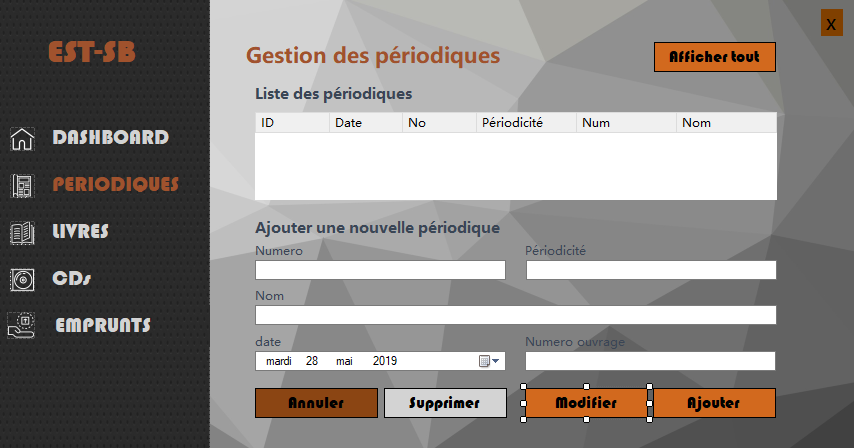 EST-SB
DASHBOARD
PERIODIQUES
LIVRES
CDs
EMPRUNTS
X
Gestion des périodiques
Afficher tout
Liste des périodiques
ID Date No Périodicité Num Nom
Ajouter une nouvelle périodique
Numero Périodicité
Nom
date Numero ouvrage
mardi 28 mai 2019
Annuler Supprimer Modifier Ajouter